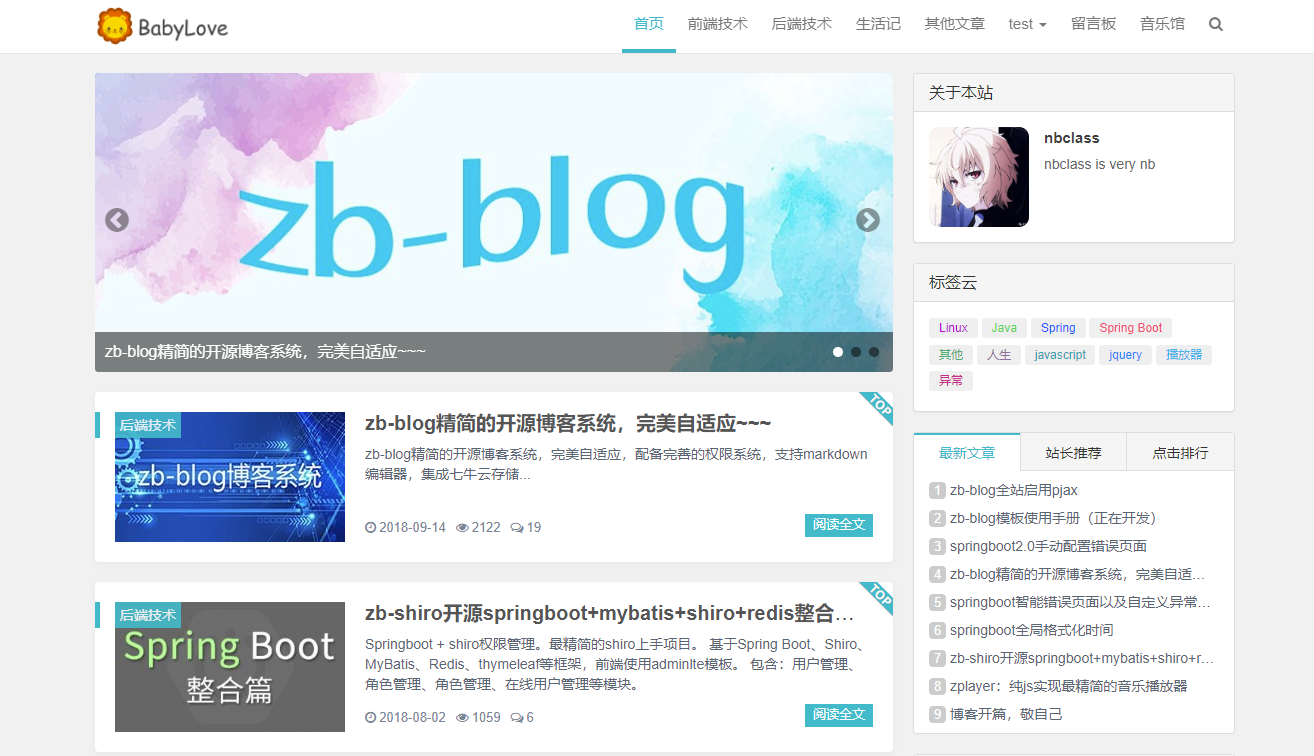 BabyLove
首页 前端技术 后端技术 生活记 其他文章 test 留言板 音乐馆
zb-blog
zb-blog精简的开源博客系统，完美自适应~~~
后端技术
zb-blog博客系统
TOP
zb-blog精简的开源博客系统，完美自适应~~~
zb-blog精简的开源博客系统，完美自适应，配备完善的权限系统，支持markdown
编辑器，集成七牛云存储...
2018-09-14 2122 19
阅读全文
后端技术
Spring Boot
整合篇
TOP
zb-shiro开源springboot+mybatis+shiro+redis整合…
Springboot + shiro权限管理。最精简的shiro上手项目。 基于Spring Boot、Shiro、
MyBatis、Redis、thymeleaf等框架，前端使用adminlte模板。 包含：用户管理、
角色管理、角色管理、在线用户管理等模块。
2018-08-02 1059 6
阅读全文
关于本站
nbclass
nbclass is very nb
标签云
Linux Java Spring Spring Boot
其他 人生 javascript jquery 播放器
异常
最新文章 站长推荐 点击排行
1 zb-blog全站启用pjax
2 zb-blog模板使用手册（正在开发）
3 springboot2.0手动配置错误页面
4 zb-blog精简的开源博客系统，完美自适…
5 springboot智能错误页面以及自定义异常…
6 springboot全局格式化时间
7 zb-shiro开源springboot+mybatis+shiro+r…
8 zplayer：纯js实现最精简的音乐播放器
9 博客开篇，敬自己